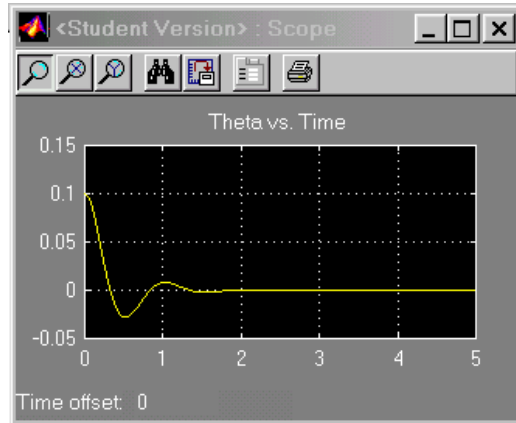 <Student Version> : Scope
Theta vs. Time
0.15
0.1
0.05
0
-0.05
0 1 2 3 4 5
Time offset: 0